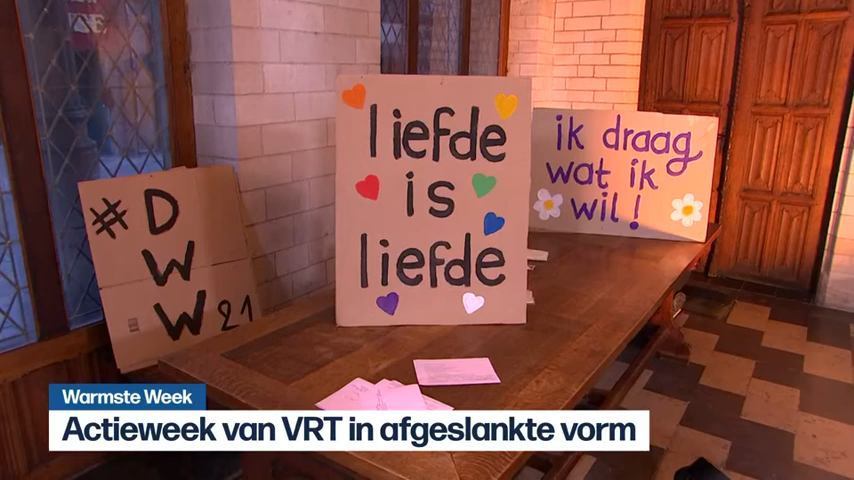 #D
W
W21
liefde
is
liefde
ik draag
wat ik
wil!
Warmste Week
Actieweek van VRT in afgeslankte vorm